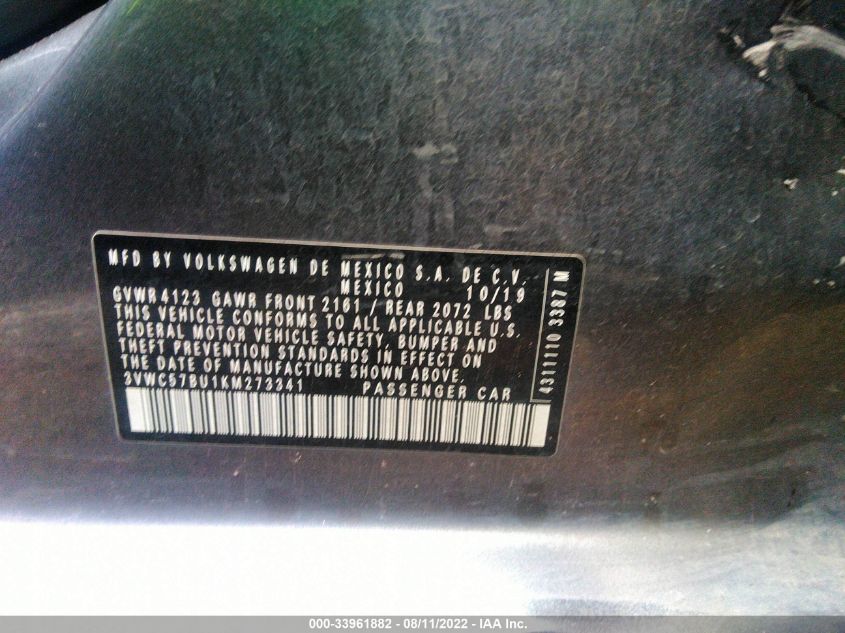 MFD BY VOLKSWAGEN DE MEXICO S.A. DE C.V.
MEXICO 10/19
GVWR 4123 GAWR FRONT 2161 / REAR 2072 LBS
THIS VEHICLE CONFORMS TO ALL APPLICABLE U.S.
FEDERAL MOTOR VEHICLE SAFETY, BUMPER AND
THEFT PREVENTION STANDARDS IN EFFECT ON
THE DATE OF MANUFACTURE SHOWN ABOVE.
3VWC57BU1KM273341 PASSENGER CAR
4311110 3387 M
000-33961882 - 08/11/2022 - IAA Inc.